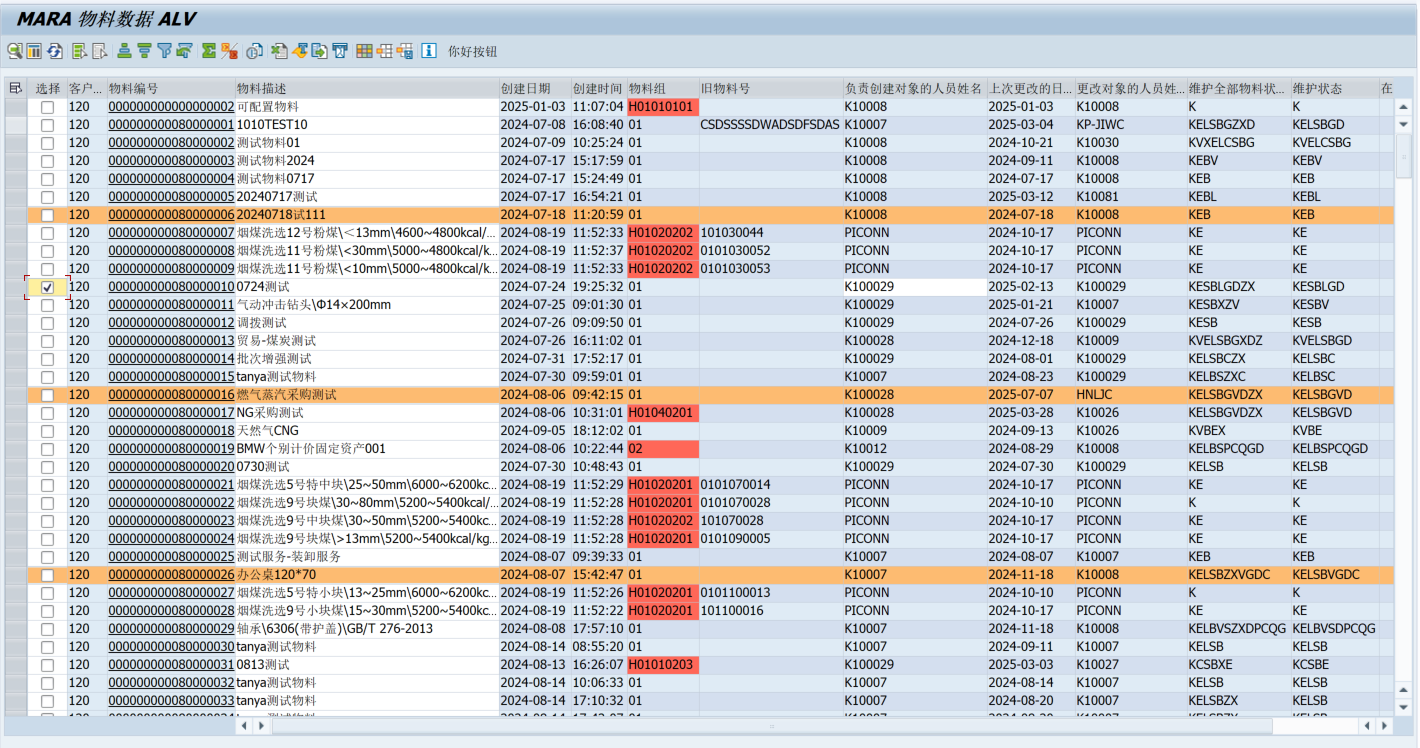 MARA 物料数据 ALV
你好按钮
选择 客户... 物料编号 物料描述 创建日期 创建时间 物料组 旧物料号 负责创建对象的人员姓名 上次更改的日... 更改对象的人员姓... 维护全部物料状... 维护状态 在
120 000000000000000002 可配置物料 2025-01-03 11:07:04 H01010101 K10008 2025-01-03 K10008 K K
120 000000000080000001 1010TEST10 2024-07-08 16:08:40 01 CSDSSSSDWADSDFSDAS K10007 2025-03-04 KP-JIWC KELSBGZXD KELSBGD
120 000000000080000002 测试物料01 2024-07-09 10:25:24 01 K10008 2024-10-21 K10030 KVXELCSBG KVELCSBG
120 000000000080000003 测试物料2024 2024-07-17 15:17:59 01 K10008 2024-09-11 K10008 KEBV KEBV
120 000000000080000004 测试物料0717 2024-07-17 15:24:49 01 K10008 2024-07-17 K10008 KEB KEB
120 000000000080000005 20240717测试 2024-07-17 16:54:21 01 K10008 2025-03-12 K10081 KEBL KEBL
120 000000000080000006 20240718试111 2024-07-18 11:20:59 01 K10008 2024-07-18 K10008 KEB KEB
120 000000000080000007 烟煤洗选12号粉煤\＜13mm\4600~4800kcal/... 2024-08-19 11:52:33 H01020202 101030044 PICONN 2024-10-17 PICONN KE KE
120 000000000080000008 烟煤洗选11号粉煤\<30mm\5000~4800kcal/k... 2024-08-19 11:52:37 H01020202 0101030052 PICONN 2024-10-17 PICONN KE KE
120 000000000080000009 烟煤洗选11号粉煤\<10mm\5000~4800kcal/k... 2024-08-19 11:52:33 H01020202 0101030053 PICONN 2024-10-17 PICONN KE KE
120 000000000080000010 0724测试 2024-07-24 19:25:32 01 K100029 2025-02-13 K100029 KESBLGDZX KESBLGD
120 000000000080000011 气动冲击钻头\Φ14×200mm 2024-07-25 09:01:30 01 K100029 2025-01-21 K10007 KESBXZV KESBV
120 000000000080000012 调拨测试 2024-07-26 09:09:50 01 K100029 2024-07-26 K100029 KESB KESB
120 000000000080000013 贸易-煤炭测试 2024-07-26 16:11:02 01 K100028 2024-12-18 K10009 KVELSBGXDZ KVELSBGD
120 000000000080000014 批次增强测试 2024-07-31 17:52:17 01 K100029 2024-08-01 K100029 KELSBCZX KELSBC
120 000000000080000015 tanya测试物料 2024-07-30 09:59:01 01 K10007 2024-08-23 K100029 KELBSZXC KELBSC
120 000000000080000016 燃气蒸汽采购测试 2024-08-06 09:42:15 01 K100028 2025-07-07 HNLJC KELSBGVDZX KELSBGVD
120 000000000080000017 NG采购测试 2024-08-06 10:31:01 H01040201 K100028 2025-03-28 K10026 KELSBGVDZX KELSBGVD
120 000000000080000018 天然气CNG 2024-09-05 18:12:02 01 K10009 2024-09-13 K10026 KVBEX KVBE
120 000000000080000019 BMW个别计价固定资产001 2024-08-06 10:22:44 02 K10012 2024-08-29 K10008 KELBSPCQGD KELBSPCQGD
120 000000000080000020 0730测试 2024-07-30 10:48:43 01 K100029 2024-07-30 K100029 KELSB KELSB
120 000000000080000021 烟煤洗选5号特中块\25~50mm\6000~6200kc... 2024-08-19 11:52:29 H01020201 0101070014 PICONN 2024-10-17 PICONN KE KE
120 000000000080000022 烟煤洗选9号块煤\30~80mm\5200~5400kcal/... 2024-08-19 11:52:28 H01020201 0101070028 PICONN 2024-10-10 PICONN K K
120 000000000080000023 烟煤洗选9号中块煤\30~50mm\5200~5400kc... 2024-08-19 11:52:28 H01020202 101070028 PICONN 2024-10-17 PICONN KE KE
120 000000000080000024 烟煤洗选9号块煤\>13mm\5200~5400kcal/kg... 2024-08-19 11:52:28 H01020201 0101090005 PICONN 2024-10-17 PICONN KE KE
120 000000000080000025 测试服务-装卸服务 2024-08-07 09:39:33 01 K10007 2024-08-07 K10007 KEB KEB
120 000000000080000026 办公桌120*70 2024-08-07 15:42:47 01 K10007 2024-11-18 K10008 KELSBZXVGDC KELSBVGDC
120 000000000080000027 烟煤洗选5号特小块\13~25mm\6000~6200kc... 2024-08-19 11:52:26 H01020201 0101100013 PICONN 2024-10-10 PICONN K K
120 000000000080000028 烟煤洗选9号小块煤\15~30mm\5200~5400kc... 2024-08-19 11:52:22 H01020201 101100016 PICONN 2024-10-17 PICONN KE KE
120 000000000080000029 轴承\6306(带护盖)\GB/T 276-2013 2024-08-08 17:57:10 01 K10007 2024-11-18 K10008 KELBVSZXDPCQG KELBVSDPCQG
120 000000000080000030 tanya测试物料 2024-08-14 08:55:20 01 K10007 2024-09-11 K10007 KELSB KELSB
120 000000000080000031 0813测试 2024-08-13 16:26:07 H01010203 K100029 2025-03-03 K10027 KCSBXE KCSBE
120 000000000080000032 tanya测试物料 2024-08-14 10:06:33 01 K10007 2024-08-14 K10007 KELSB KELSB
120 000000000080000033 tanya测试物料 2024-08-14 17:10:32 01 K10007 2024-08-20 K10007 KELSBZX KELSB